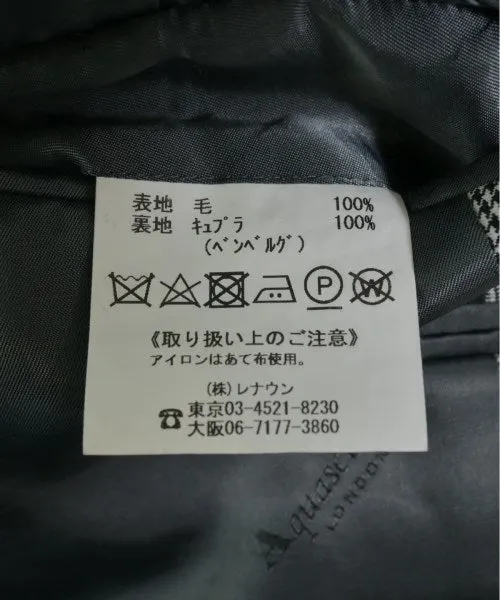 表地 毛 100%
裏地 キュプラ 100%
(ベンベルグ)
P W
《取り扱い上のご注意》
アイロンはあて布使用。
(株)レナウン
☎ 東京03-4521-8230
大阪06-7177-3860
LONDON